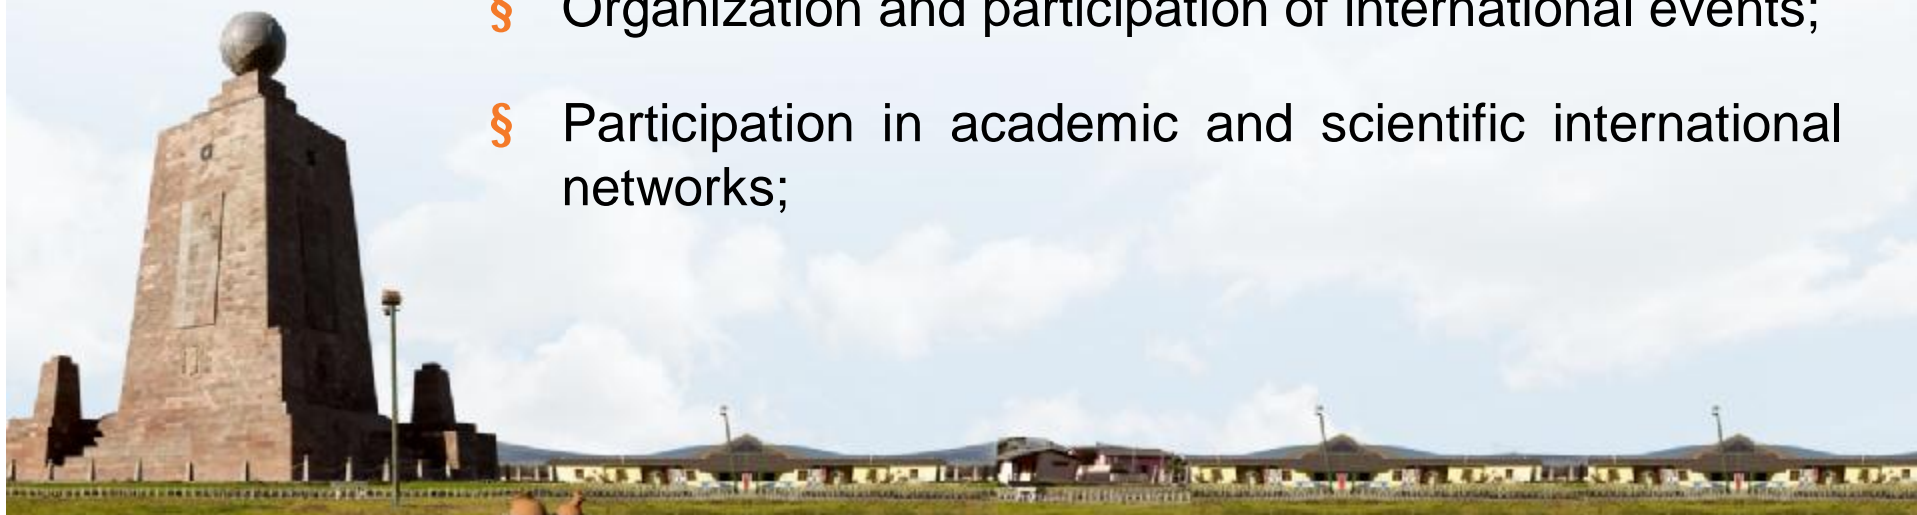 § Organization and participation of international events;
§ Participation in academic and scientific international
networks;